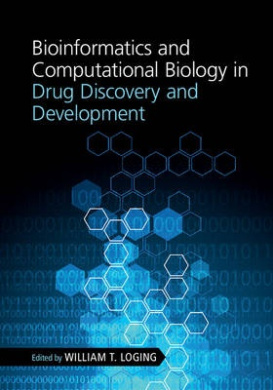 Bioinformatics and
Computational Biology in
Drug Discovery and
Development
Edited by WILLIAM T. LOGING